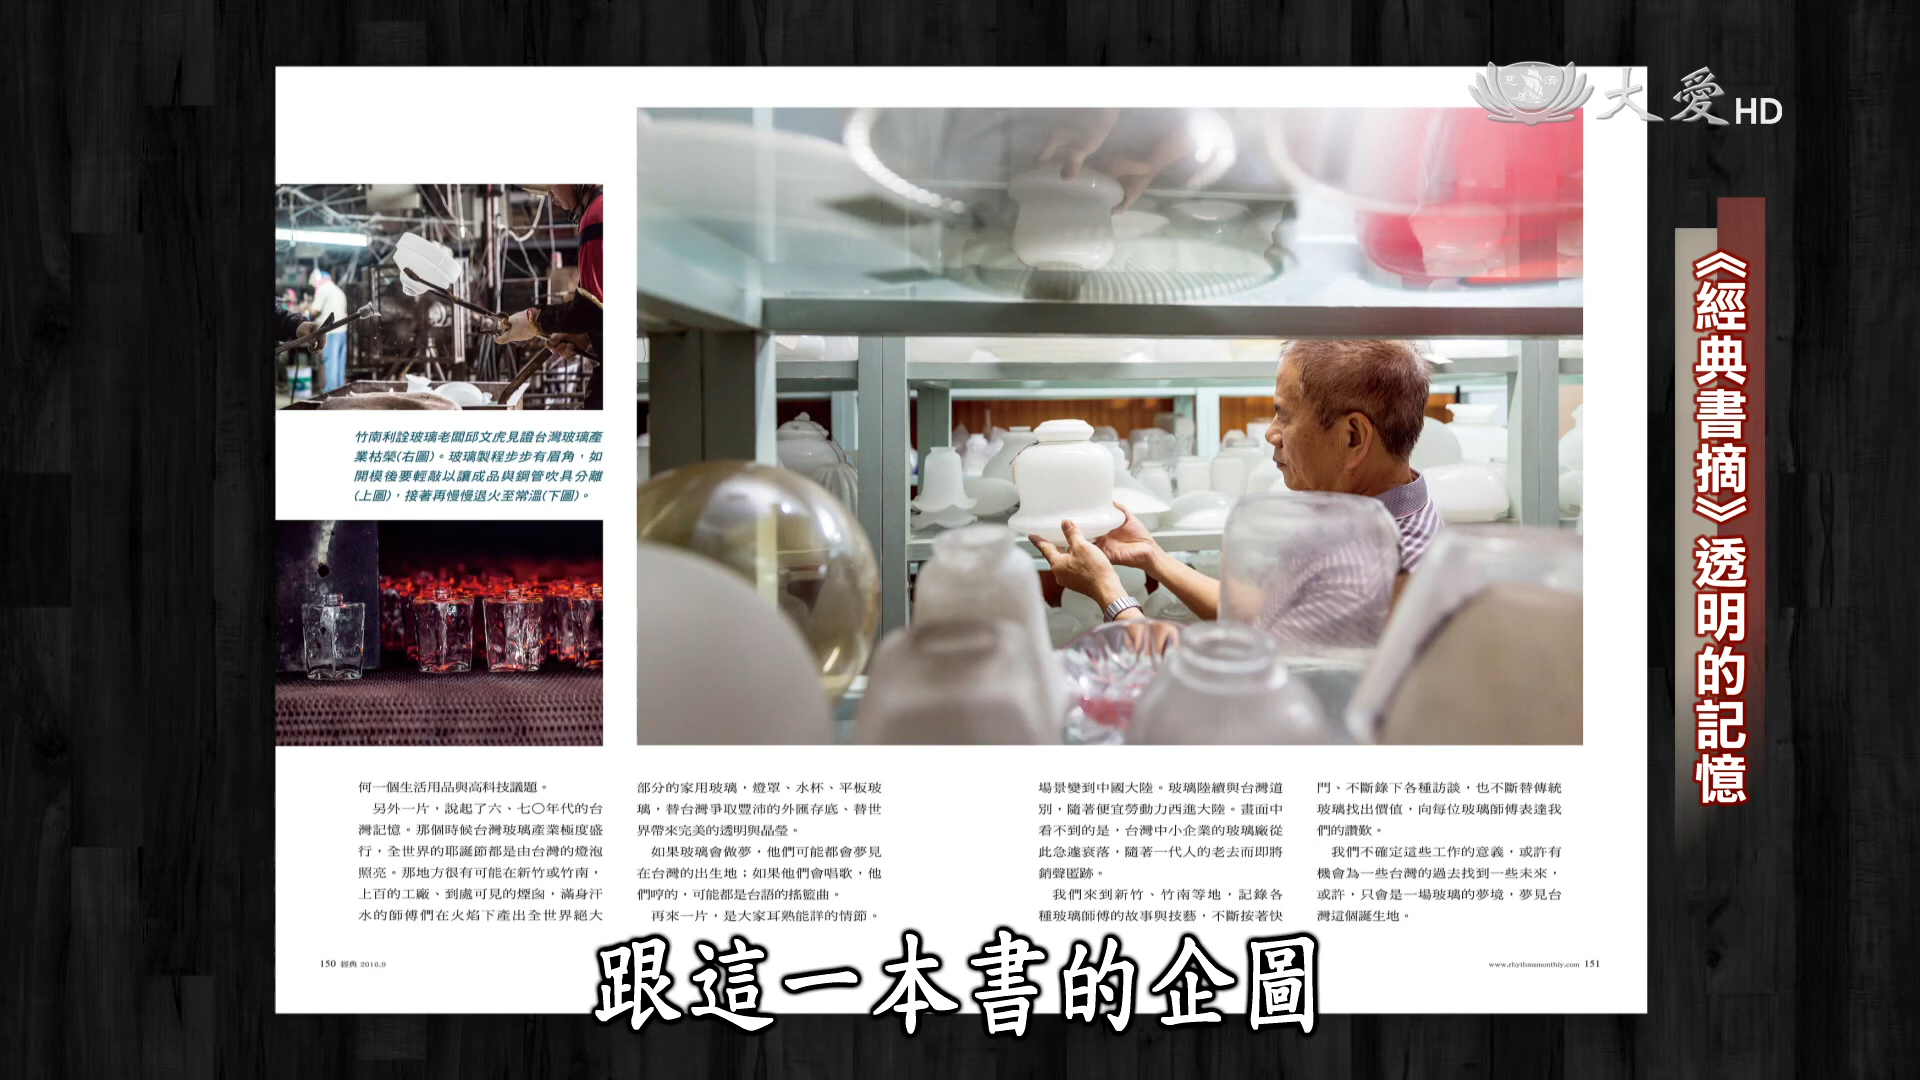 大愛HD
《經典書摘》透明的記憶
竹南利詮玻璃老闆邱文虎見證台灣玻璃產
業枯榮(右圖)。玻璃製程步步有眉角，如
開模後要輕敲以讓成品與鋼管吹具分離
(上圖)，接著再慢慢退火至常溫(下圖)。
何一個生活用品與高科技議題。
另外一片，說起了六、七〇年代的台
灣記憶。那個時候台灣玻璃產業極度盛
行，全世界的耶誕節都是由台灣的燈泡
照亮。那地方很有可能在新竹或竹南，
上百的工廠、到處可見的煙囪，滿身汗
水的師傅們在火焰下產出全世界絕大
部分的家用玻璃，燈罩、水杯、平板玻
璃，替台灣爭取豐沛的外匯存底、替世
界帶來完美的透明與晶瑩。
如果玻璃會做夢，他們可能都會夢見
在台灣的出生地；如果他們會唱歌，他
們哼的，可能都是台語的搖籃曲。
再來一片，是大家耳熟能詳的情節。
場景變到中國大陸。玻璃陸續與台灣道
別，隨著便宜勞動力西進大陸。畫面中
看不到的是，台灣中小企業的玻璃廠從
此急遽衰落，隨著一代人的老去而即將
銷聲匿跡。
我們來到新竹、竹南等地，記錄各
種玻璃師傅的故事與技藝，不斷按著快
門、不斷錄下各種訪談，也不斷替傳統
玻璃找出價值，向每位玻璃師傅表達我
們的讚歎。
我們不確定這些工作的意義，或許有
機會為一些台灣的過去找到一些未來，
或許，只會是一場玻璃的夢境，夢見台
灣這個誕生地。
150 經典 2016.9
www.rhythmsmonthly.com 151
跟這一本書的企圖